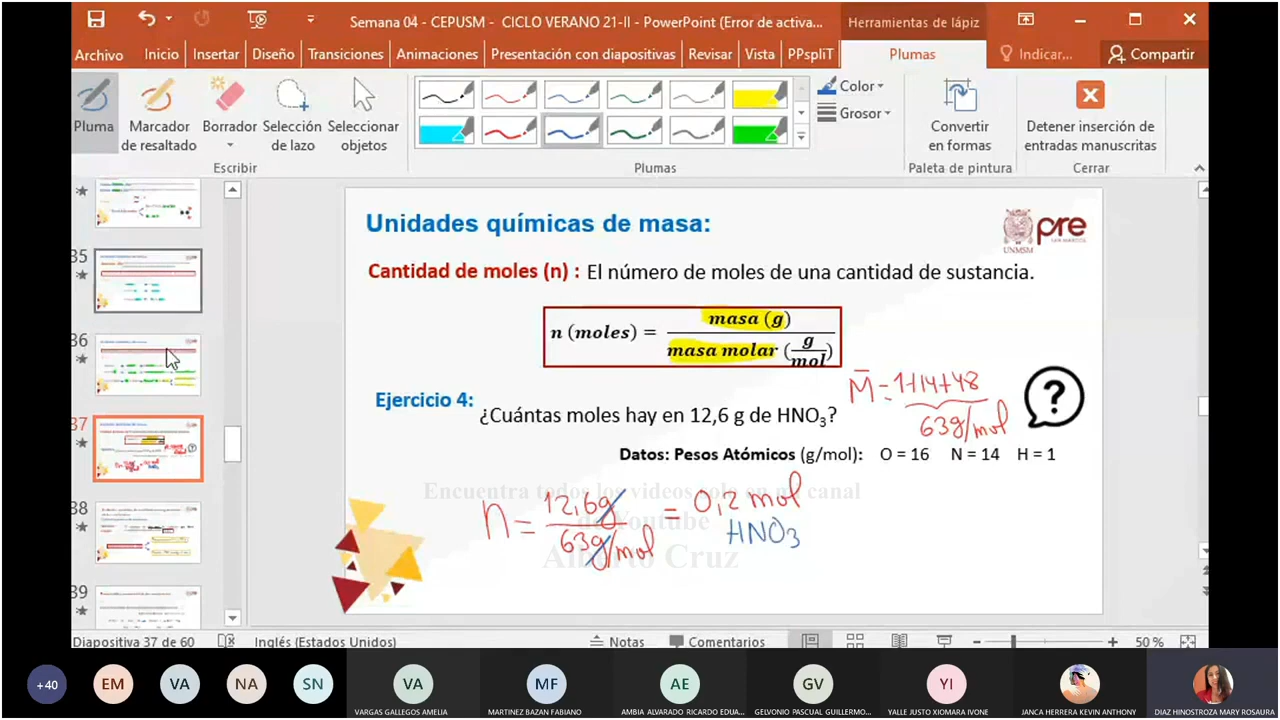 Semana 04 - CEPUSM - CICLO VERANO 21-II - PowerPoint (Error de activa...
Herramientas de lápiz
Archivo Inicio Insertar Diseño Transiciones Animaciones Presentación con diapositivas Revisar Vista PPspliT Plumas Indicar... Compartir
Pluma
Marcador de resaltado
Borrador
Selección de lazo
Seleccionar objetos
Color
Grosor
Convertir en formas
Detener inserción de entradas manuscritas
Escribir Plumas Paleta de pintura Cerrar
35
36
37
38
39
Unidades químicas de masa:
pre
SAN MARCOS
UNMSM
Cantidad de moles (n) : El número de moles de una cantidad de sustancia.
n (moles) = masa (g) / masa molar (g/mol)
M̄ = 1+14+48
63g/mol
?
Ejercicio 4:
¿Cuántas moles hay en 12,6 g de HNO3?
Datos: Pesos Atómicos (g/mol): O = 16 N = 14 H = 1
Encuentra todos los videos solo en mi canal
de Youtube
Alberto Cruz
n = 12,6g / 63g/mol = 0,2 mol
HNO3
Diapositiva 37 de 60 Inglés (Estados Unidos) Notas Comentarios 50 %
+40 EM VA NA SN VA MF AE GV YI
VARGAS GALLEGOS AMELIA
MARTINEZ BAZAN FABIANO
AMBIA ALVARADO RICARDO EDUA...
GELVONIO PASCUAL GUILLERMO...
YALLE JUSTO XIOMARA IVONE
JANCA HERRERA KEVIN ANTHONY
DIAZ HINOSTROZA MARY ROSAURA